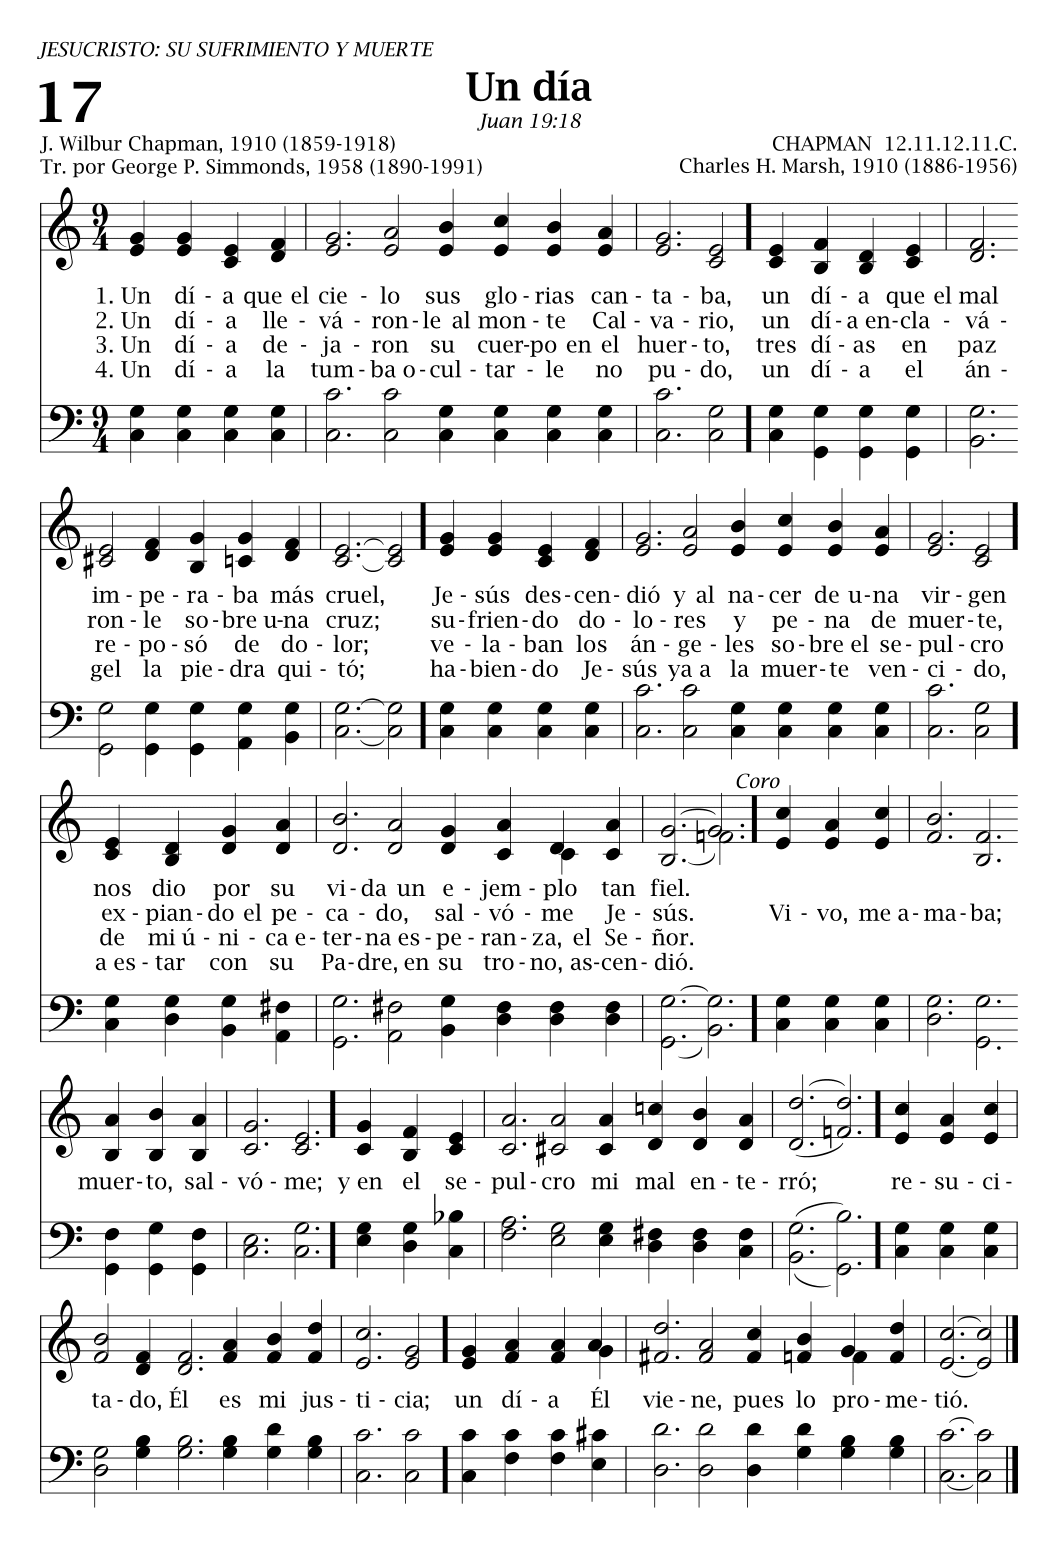 JESUCRISTO: SU SUFRIMIENTO Y MUERTE
17
Un día
Juan 19:18
J. Wilbur Chapman, 1910 (1859-1918)
CHAPMAN 12.11.12.11.C.
Tr. por George P. Simmonds, 1958 (1890-1991)
Charles H. Marsh, 1910 (1886-1956)
9
4
1. Un dí - a que el cie - lo sus glo - rias can - ta - ba, un dí - a que el mal
2. Un dí - a lle - vá - ron - le al mon - te Cal - va - rio, un dí - a en - cla - vá -
3. Un dí - a de - ja - ron su cuer - po en el huer - to, tres dí - as en paz
4. Un dí - a la tum - ba o - cul - tar - le no pu - do, un dí - a el án -
9
4
im - pe - ra - ba más cruel, Je - sús des - cen - dió y al na - cer de u - na vir - gen
ron - le so - bre u - na cruz; su - frien - do do - lo - res y pe - na de muer - te,
re - po - só de do - lor; ve - la - ban los án - ge - les so - bre el se - pul - cro
gel la pie - dra qui - tó; ha - bien - do Je - sús ya a la muer - te ven - ci - do,
Coro
nos dio por su vi - da un e - jem - plo tan fiel.
ex - pian - do el pe - ca - do, sal - vó - me Je - sús. Vi - vo, me a - ma - ba;
de mi ú - ni - ca e - ter - na es - pe - ran - za, el Se - ñor.
a es - tar con su Pa - dre, en su tro - no, as - cen - dió.
muer - to, sal - vó - me; y en el se - pul - cro mi mal en - te - rró; re - su - ci -
ta - do, Él es mi jus - ti - cia; un dí - a Él vie - ne, pues lo pro - me - tió.